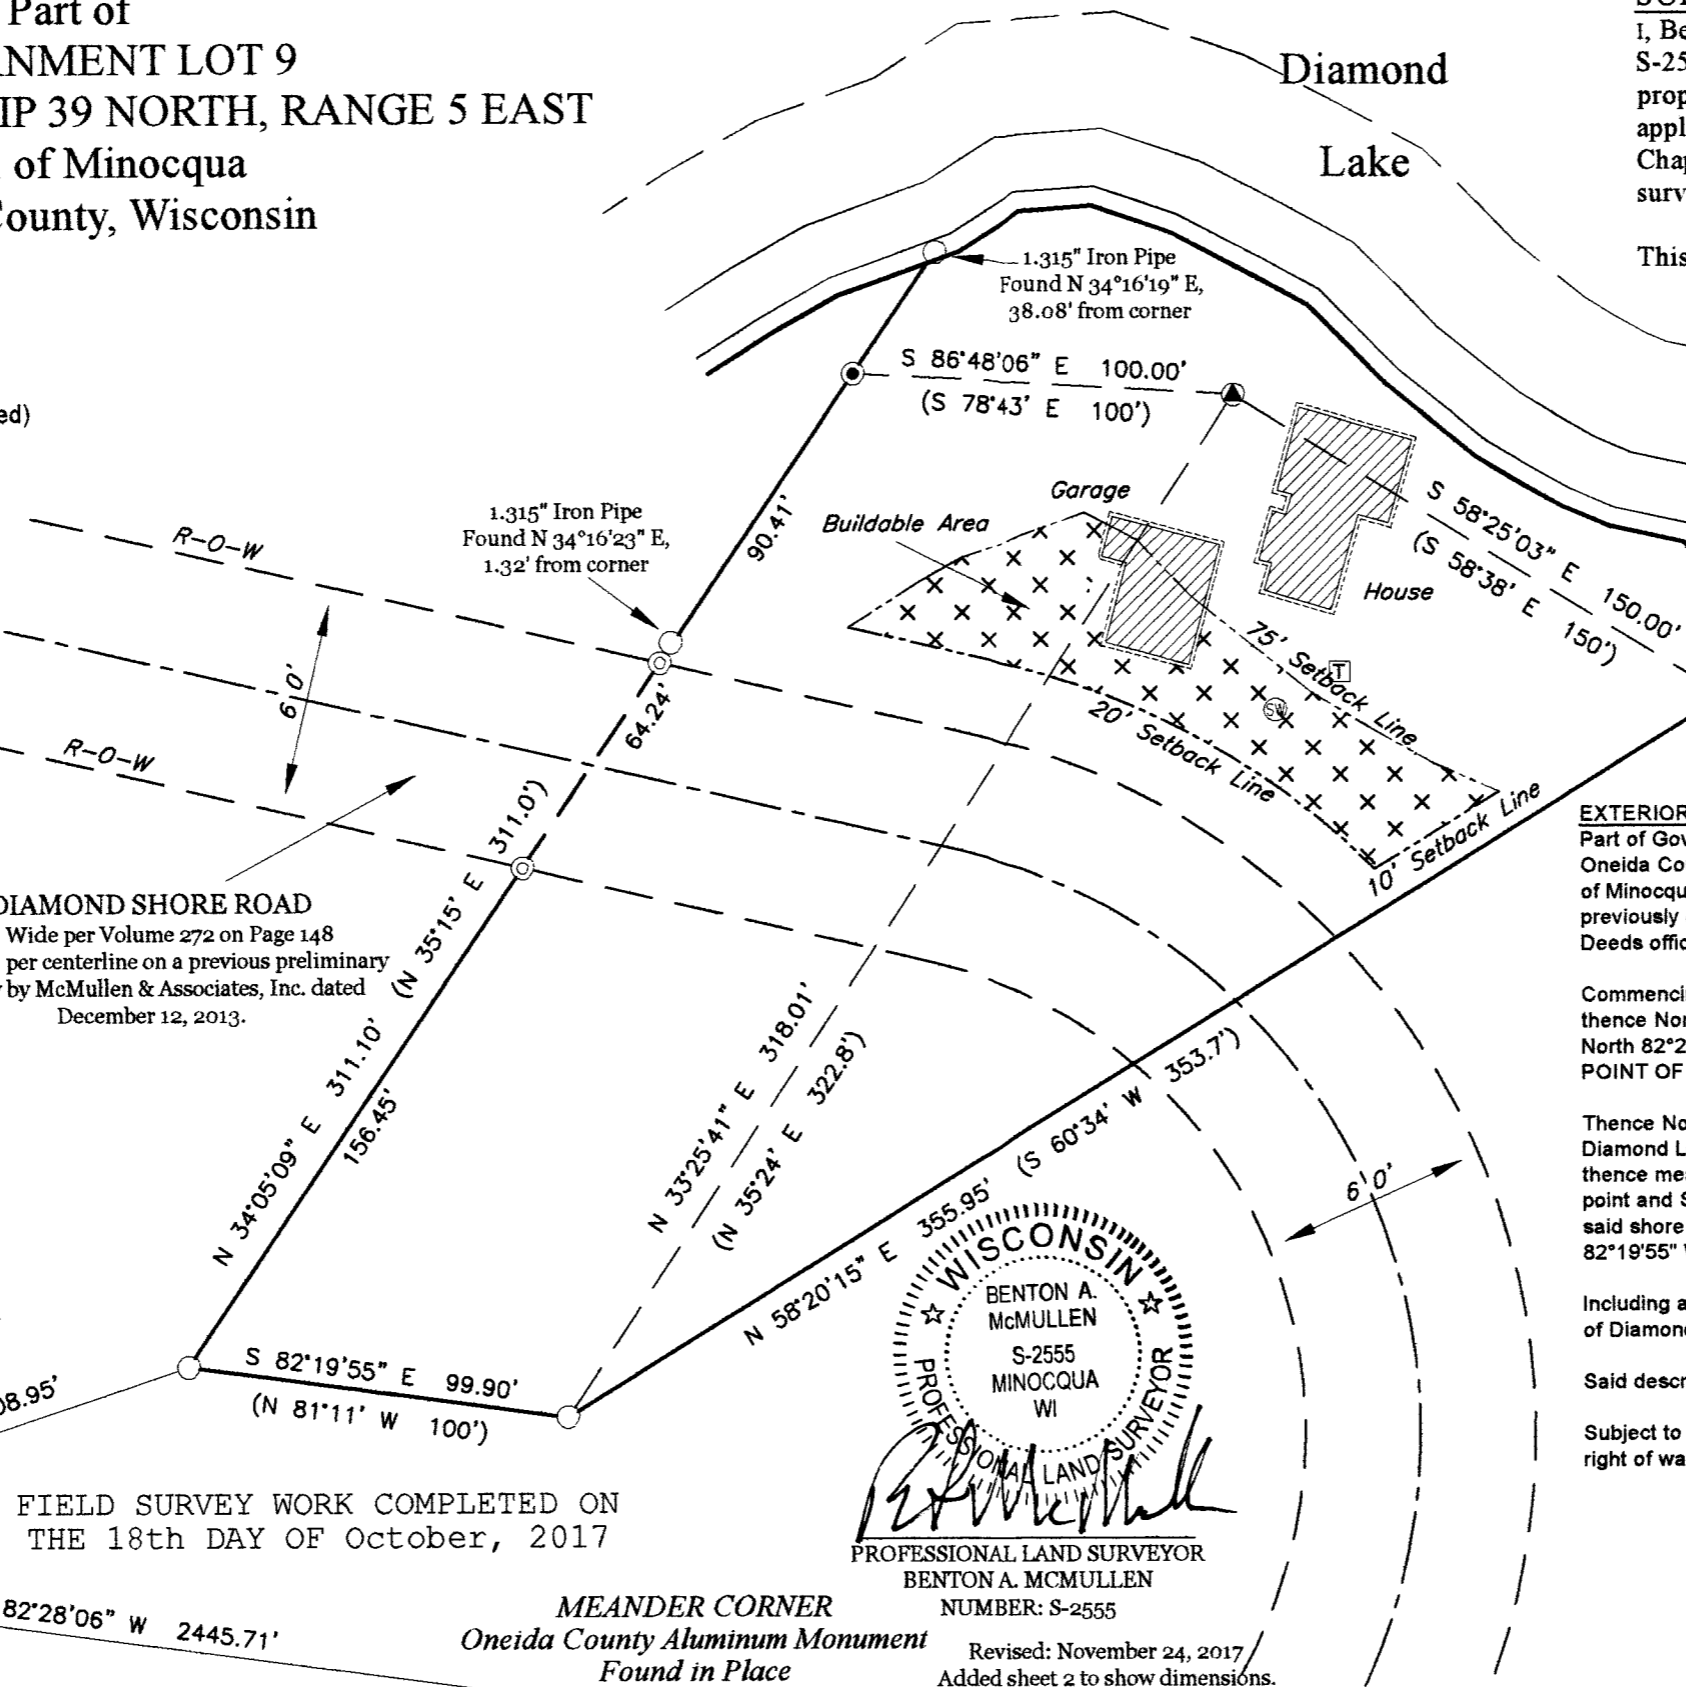 Part of
RNMENT LOT 9
IP 39 NORTH, RANGE 5 EAST
of Minocqua
County, Wisconsin
Diamond
Lake
I, Be
S-25
prop
appl
Chap
surv
This
1.315" Iron Pipe
Found N 34°16'19" E,
38.08' from corner
S 86°48'06" E 100.00'
(S 78°43' E 100')
ed)
Garage
Buildable Area
90.41'
1.315" Iron Pipe
Found N 34°16'23" E,
1.32' from corner
R-O-W
S 58°25'03" E 150.00'
(S 58°38' E 150')
House
75' Setback Line
T
SW
20' Setback Line
10' Setback Line
6'0'
64.24'
R-O-W
DIAMOND SHORE ROAD
Wide per Volume 272 on Page 148
per centerline on a previous preliminary
by McMullen & Associates, Inc. dated
December 12, 2013.
(N 35°15' E 311.0')
N 34°05'09" E 311.10'
156.45'
N 33°25'41" E 318.01'
(N 35°24' E 322.8')
N 58°20'15" E 355.95' (S 60°34' W 353.7')
6'0'
EXTERIOR
Part of Gov
Oneida Co
of Minocqu
previously
Deeds offic
Commenci
thence Nor
North 82°2
POINT OF
Thence No
Diamond L
thence mea
point and S
said shore
82°19'55"
Including a
of Diamond
Said descr
Subject to
right of wa
S 82°19'55" E 99.90'
(N 81°11' W 100')
08.95'
WISCONSIN
BENTON A.
McMULLEN
S-2555
MINOCQUA
WI
PROFESSIONAL LAND SURVEYOR
FIELD SURVEY WORK COMPLETED ON
THE 18th DAY OF October, 2017
PROFESSIONAL LAND SURVEYOR
BENTON A. MCMULLEN
NUMBER: S-2555
82°28'06" W 2445.71'
MEANDER CORNER
Oneida County Aluminum Monument
Found in Place
Revised: November 24, 2017
Added sheet 2 to show dimensions.